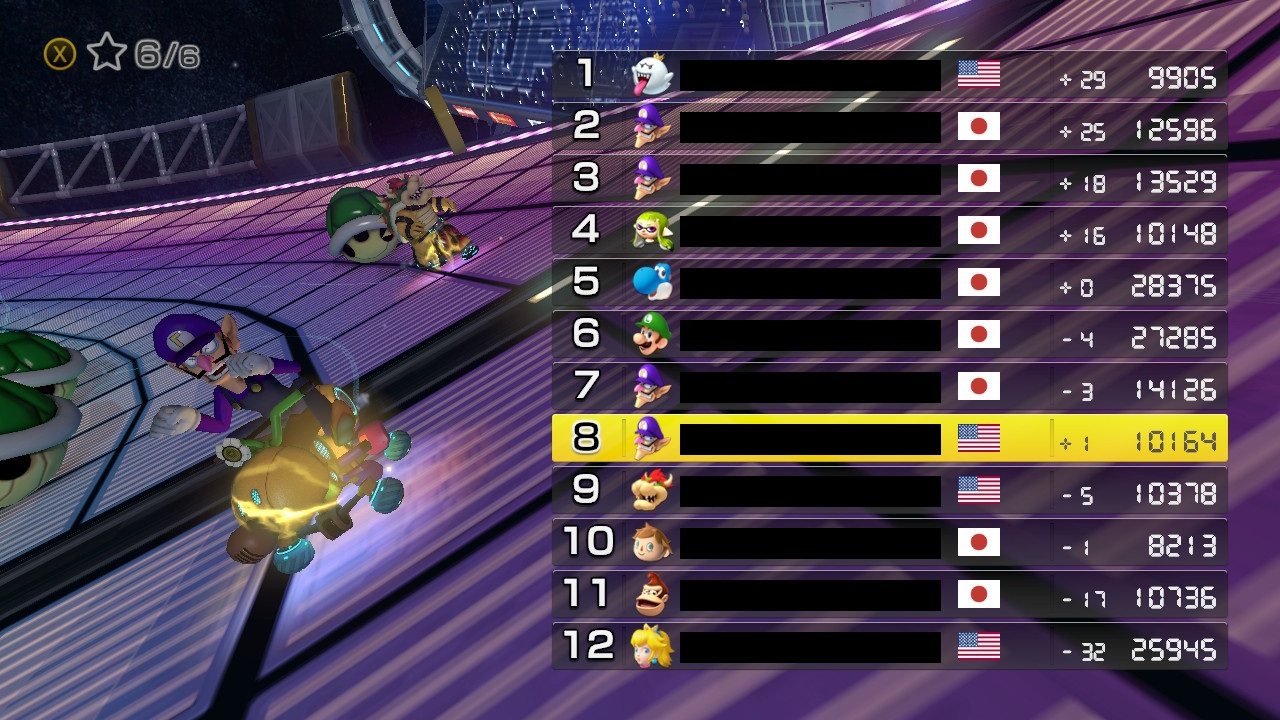 X 6/6
1 + 29 9905
2 + 25 12596
3 + 18 13529
4 + 16 10148
5 + 0 28375
6 - 4 27285
7 - 3 14126
8 + 1 10164
9 - 5 10378
10 - 1 8213
11 - 17 10736
12 - 32 25945